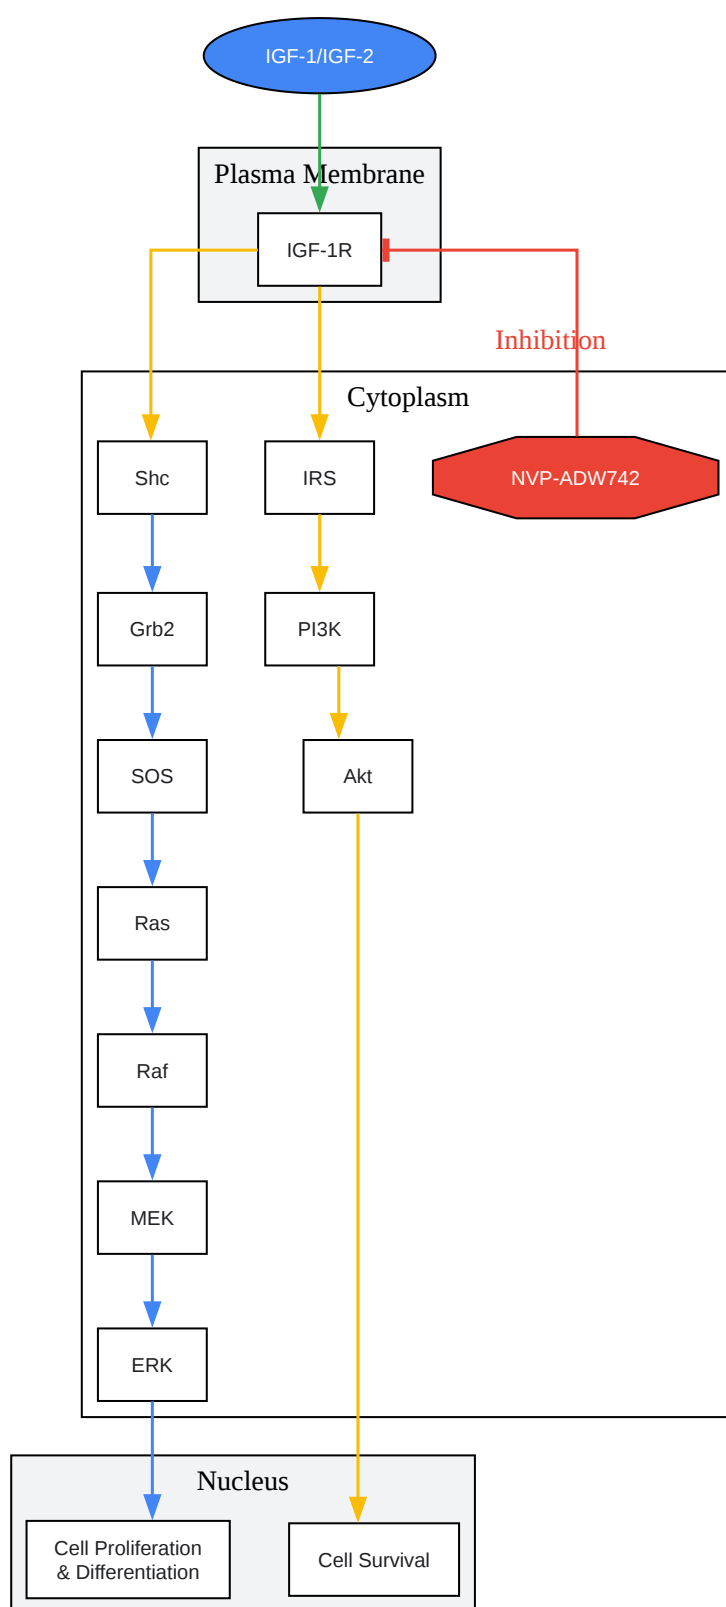 IGF-1/IGF-2
Plasma Membrane
IGF-1R
Inhibition
Cytoplasm
Shc
IRS
NVP-ADW742
Grb2
PI3K
SOS
Akt
Ras
Raf
MEK
ERK
Nucleus
Cell Proliferation
& Differentiation
Cell Survival